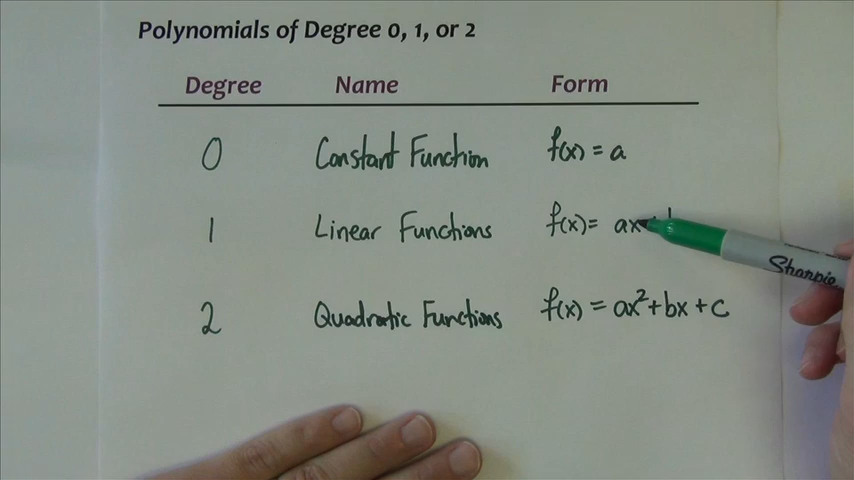 Polynomials of Degree 0, 1, or 2
Degree Name Form
0 Constant Function f(x) = a
1 Linear Functions f(x) = ax
2 Quadratic Functions f(x) = ax²+bx+c
Sharpie